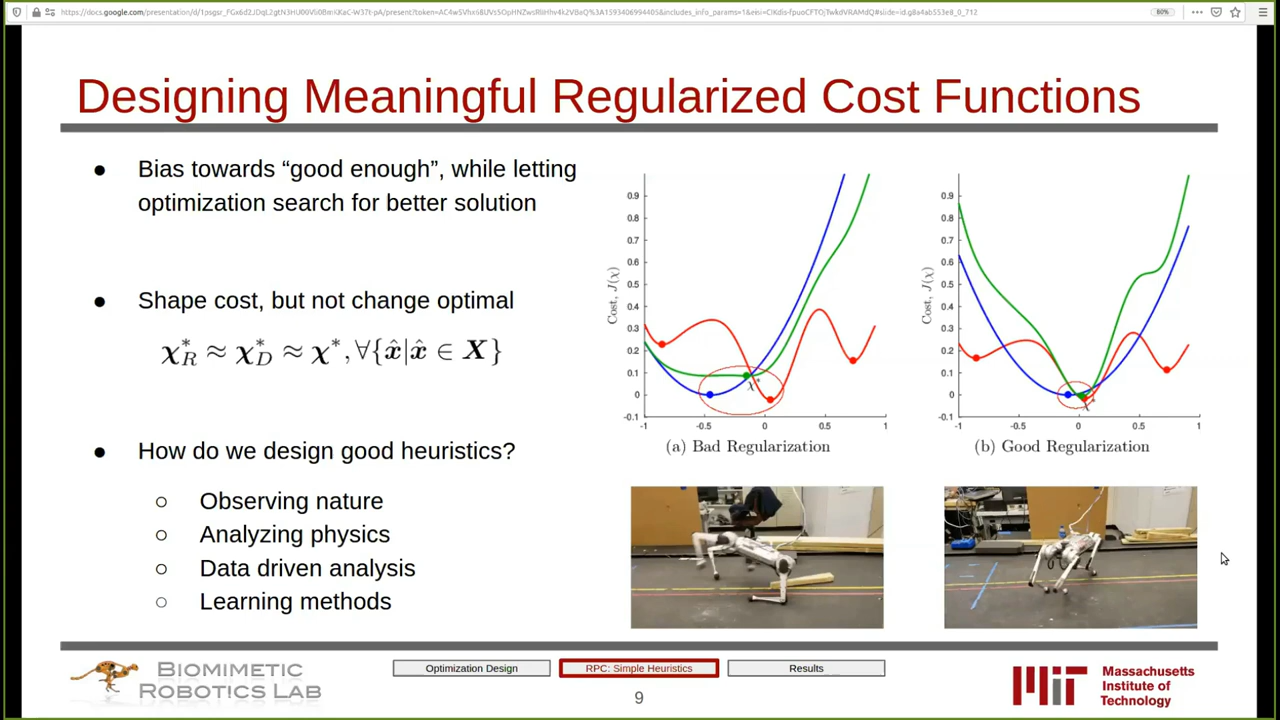 80%
Designing Meaningful Regularized Cost Functions
● Bias towards “good enough”, while letting
optimization search for better solution
● Shape cost, but not change optimal
χ*_R ≈ χ*_D ≈ χ*, ∀{x̂|x̂ ∈ X}
● How do we design good heuristics?
○ Observing nature
○ Analyzing physics
○ Data driven analysis
○ Learning methods
Cost, J(χ)
0.9
0.8
0.7
0.6
0.5
0.4
0.3
0.2
0.1
0
-0.1
-1 -0.5 0 0.5 1
χ*
(a) Bad Regularization
Cost, J(χ)
0.9
0.8
0.7
0.6
0.5
0.4
0.3
0.2
0.1
0
-0.1
-1 -0.5 0 0.5 1
χ*
(b) Good Regularization
BIOMIMETIC
ROBOTICS LAB
Optimization Design
RPC: Simple Heuristics
Results
9
MIT
Massachusetts
Institute of
Technology